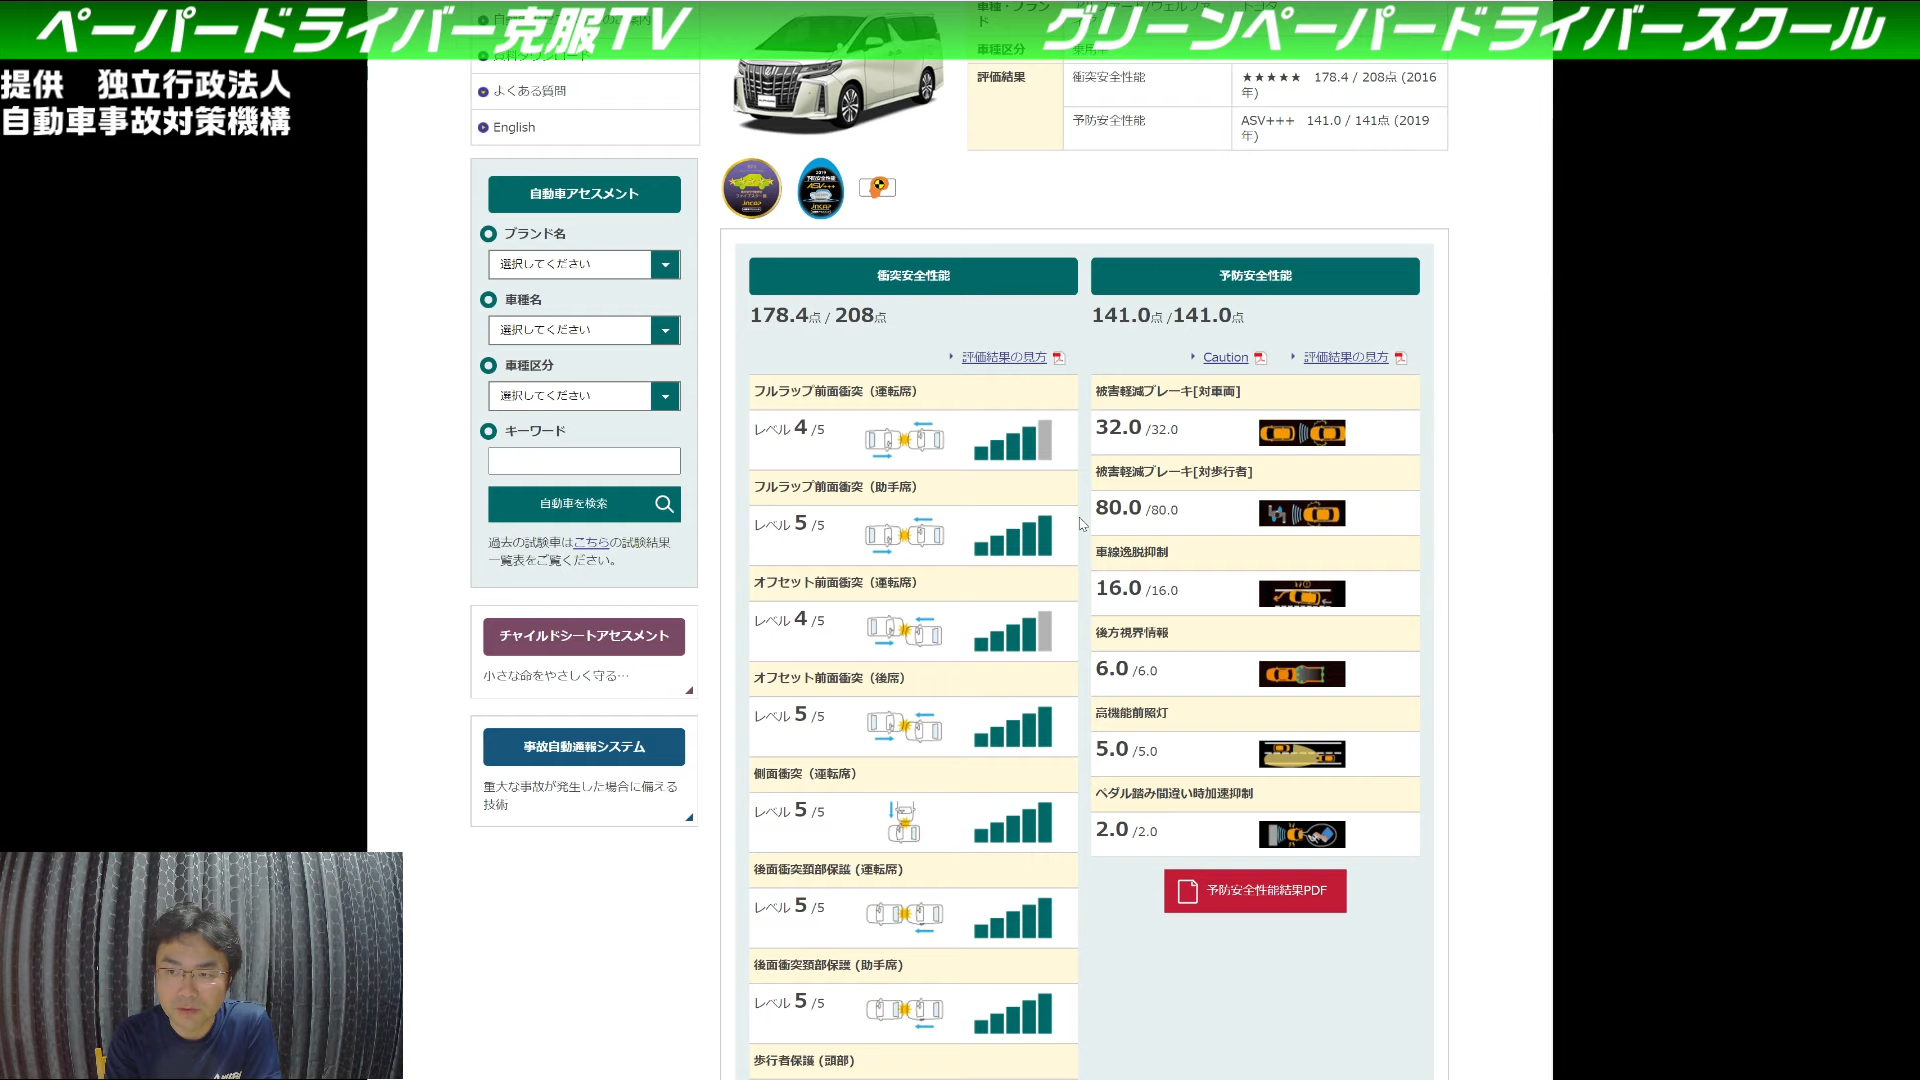 ペーパードライバー克服TV
グリーンペーパードライバースクール
提供　独立行政法人
自動車事故対策機構
よくある質問
English
評価結果
衝突安全性能
★★★★★ 178.4 / 208点 (2016
年)
予防安全性能
ASV+++ 141.0 / 141点 (2019
年)
自動車アセスメント
ブランド名
選択してください
車種名
選択してください
車種区分
選択してください
キーワード
自動車を検索
過去の試験車はこちらの試験結果
一覧表をご覧ください。
チャイルドシートアセスメント
小さな命をやさしく守る…
事故自動通報システム
重大な事故が発生した場合に備える
技術
衝突安全性能
178.4点 / 208点
評価結果の見方
フルラップ前面衝突（運転席）
レベル 4 /5
フルラップ前面衝突（助手席）
レベル 5 /5
オフセット前面衝突（運転席）
レベル 4 /5
オフセット前面衝突（後席）
レベル 5 /5
側面衝突（運転席）
レベル 5 /5
後面衝突頚部保護 (運転席)
レベル 5 /5
後面衝突頚部保護 (助手席)
レベル 5 /5
歩行者保護 (頭部)
予防安全性能
141.0点 /141.0点
Caution
評価結果の見方
被害軽減ブレーキ[対車両]
32.0 /32.0
被害軽減ブレーキ[対歩行者]
80.0 /80.0
車線逸脱抑制
16.0 /16.0
後方視界情報
6.0 /6.0
高機能前照灯
5.0 /5.0
ペダル踏み間違い時加速抑制
2.0 /2.0
予防安全性能結果PDF